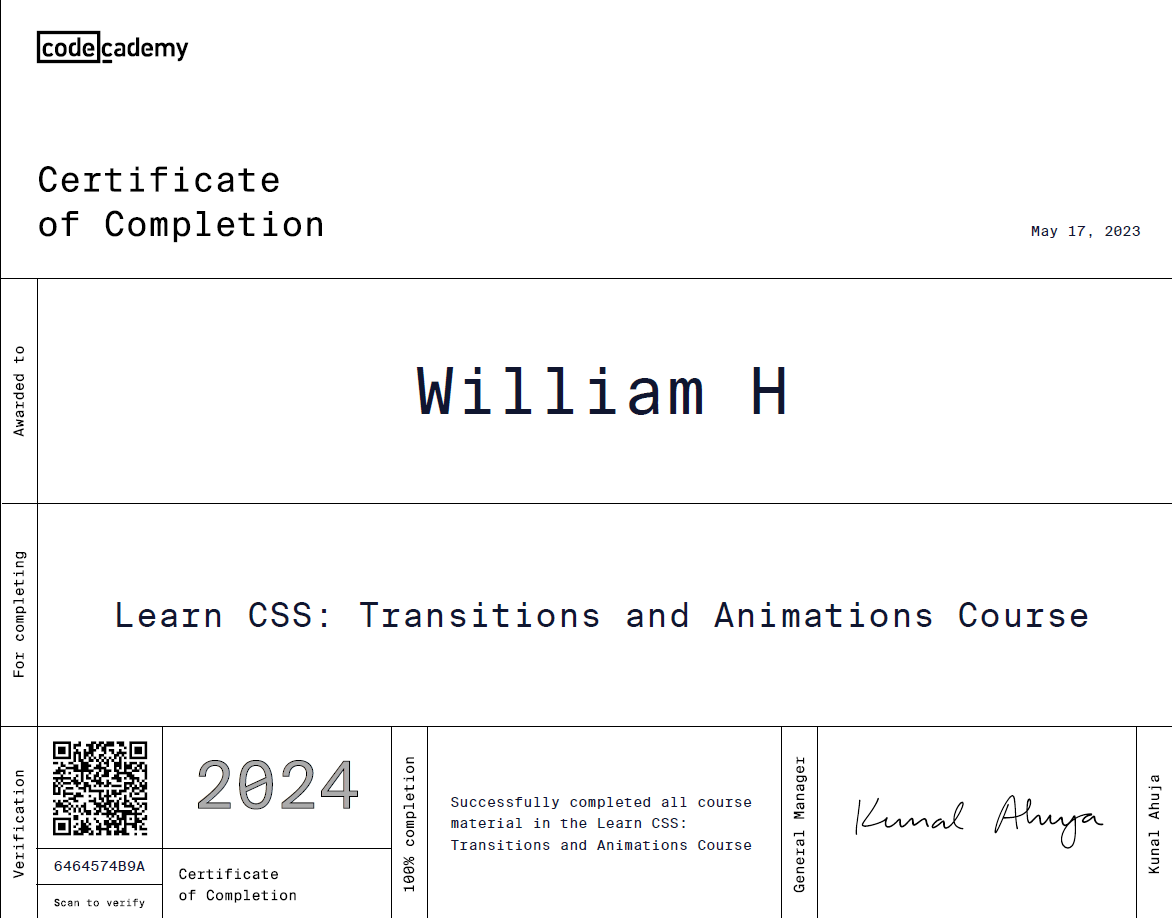 codecademy
Certificate
of Completion
May 17, 2023
Awarded to
William H
For completing
Learn CSS: Transitions and Animations Course
Verification
6464574B9A
Scan to verify
2024
Certificate
of Completion
100% completion
Successfully completed all course
material in the Learn CSS:
Transitions and Animations Course
General Manager
Kunal Ahuja
Kunal Ahuja